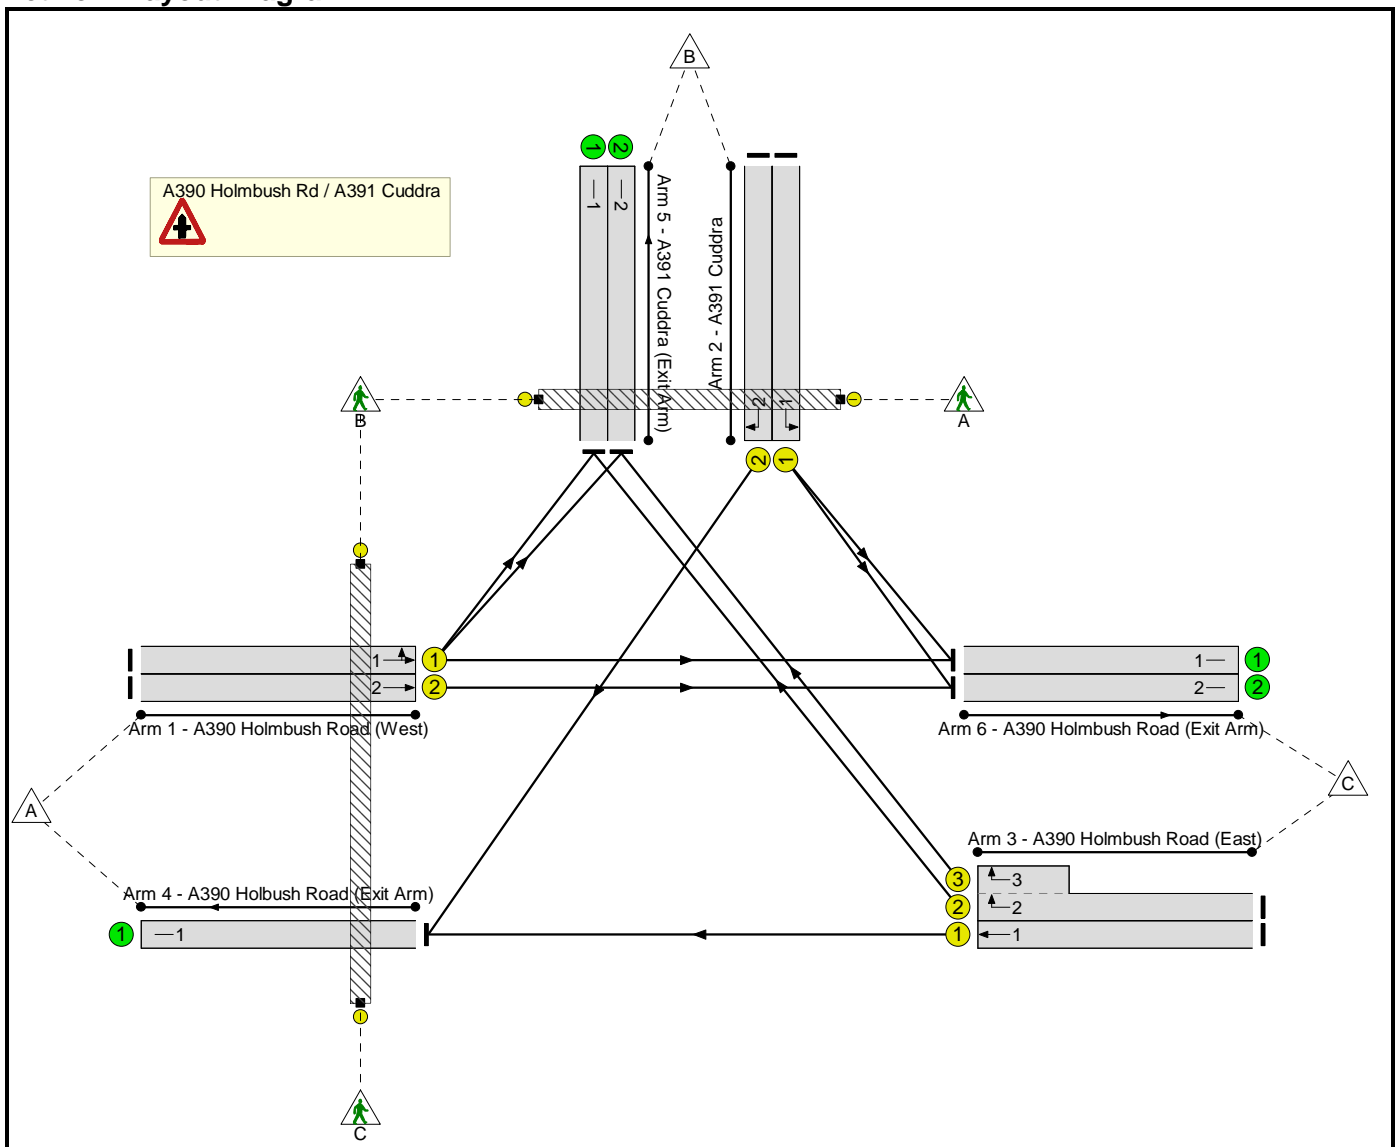 B
1 2
A390 Holmbush Rd / A391 Cuddra
1
2
Arm 5 - A391 Cuddra (Exit Arm)
Arm 2 - A391 Cuddra
2
1
B
A
2 1
1
2
1
2
1
2
1
2
Arm 1 - A390 Holmbush Road (West)
Arm 6 - A390 Holmbush Road (Exit Arm)
A
C
Arm 3 - A390 Holmbush Road (East)
3
3
Arm 4 - A390 Holbush Road (Exit Arm)
2
2
1
1
1
1
C